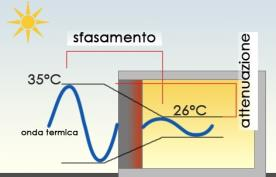 sfasamento
35°C
26°C
attenuazione
onda termica